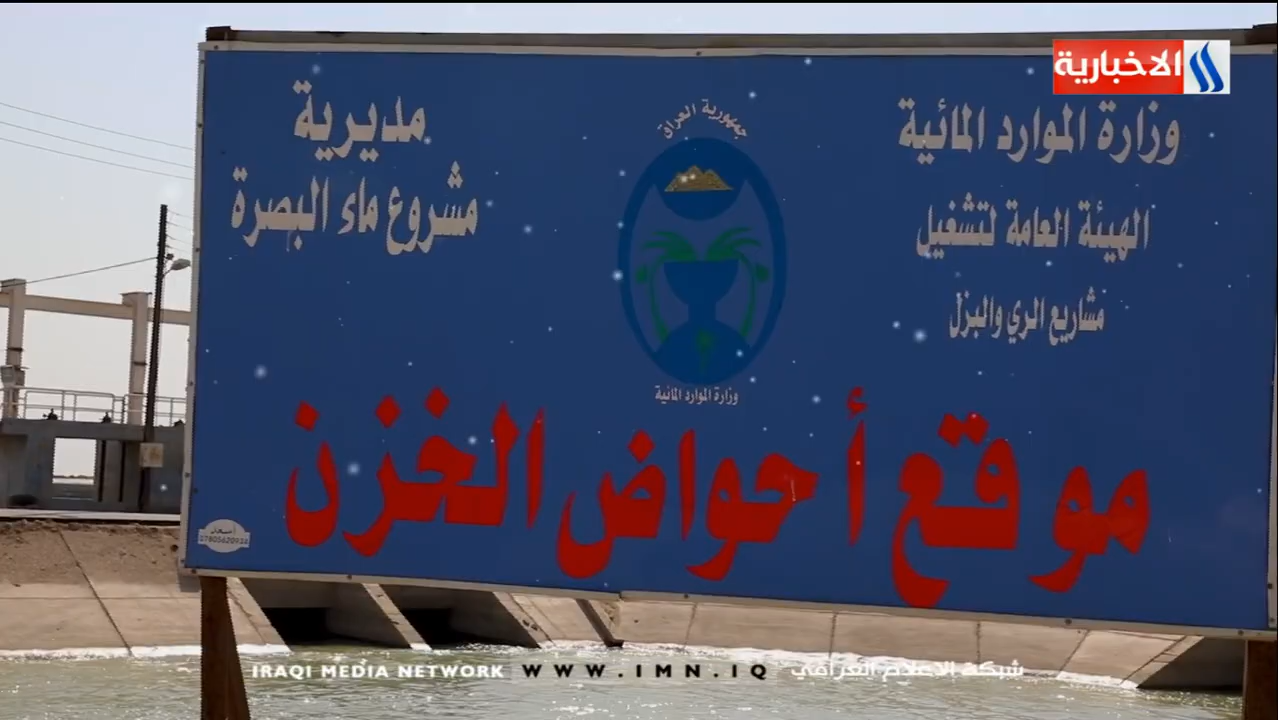 الاخبارية
وزارة الموارد المائية
الهيئة العامة لتشغيل
مشاريع الري والبزل
جمهورية العراق
وزارة الموارد المائية
مديرية
مشروع ماء البصرة
موقع أحواض الخزن
IRAQI MEDIA NETWORK WWW.IMN.IQ شبكة الاعلام العراقي